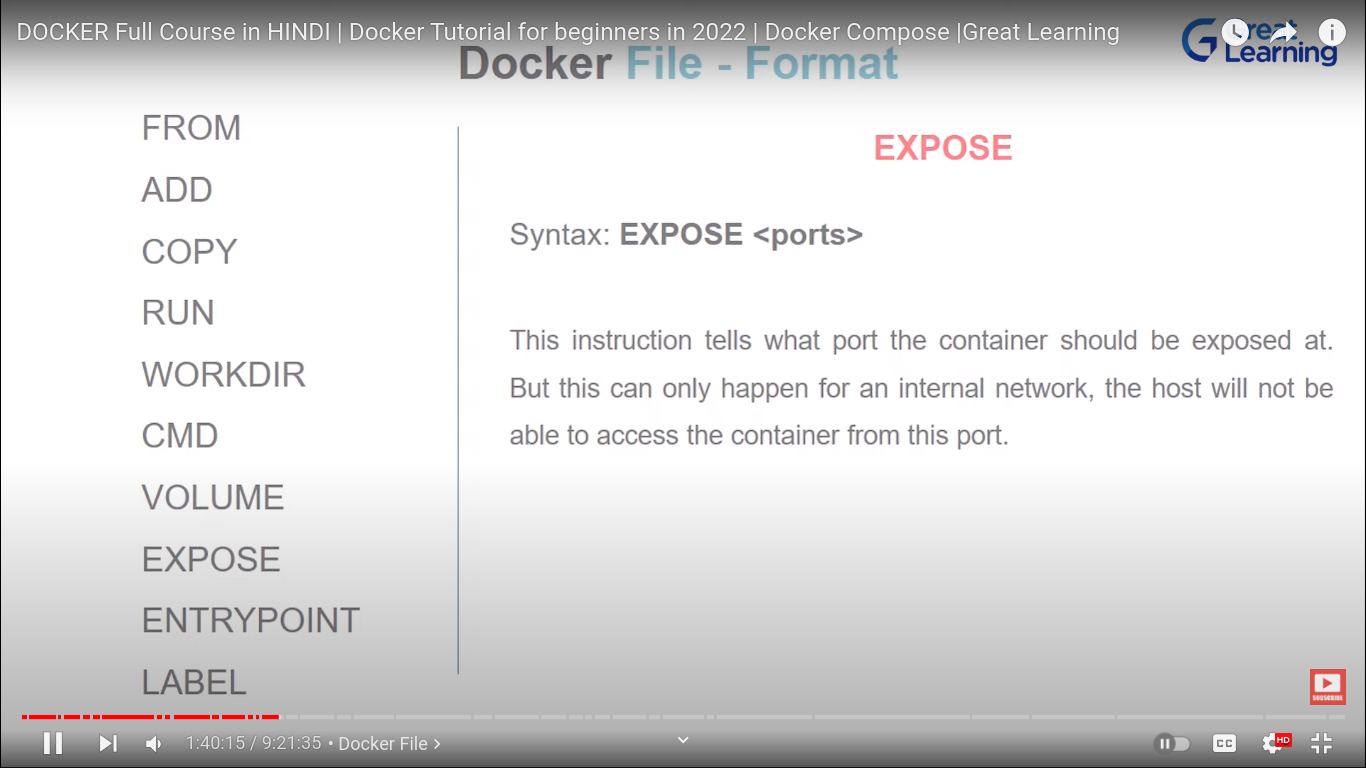 DOCKER Full Course in HINDI | Docker Tutorial for beginners in 2022 | Docker Compose |Great Learning
Great
Learning
Docker File - Format
FROM
ADD
COPY
RUN
WORKDIR
CMD
VOLUME
EXPOSE
ENTRYPOINT
LABEL
EXPOSE
Syntax: EXPOSE <ports>
This instruction tells what port the container should be exposed at.
But this can only happen for an internal network, the host will not be
able to access the container from this port.
SUBSCRIBE
1:40:15 / 9:21:35 • Docker File >
CC
HD